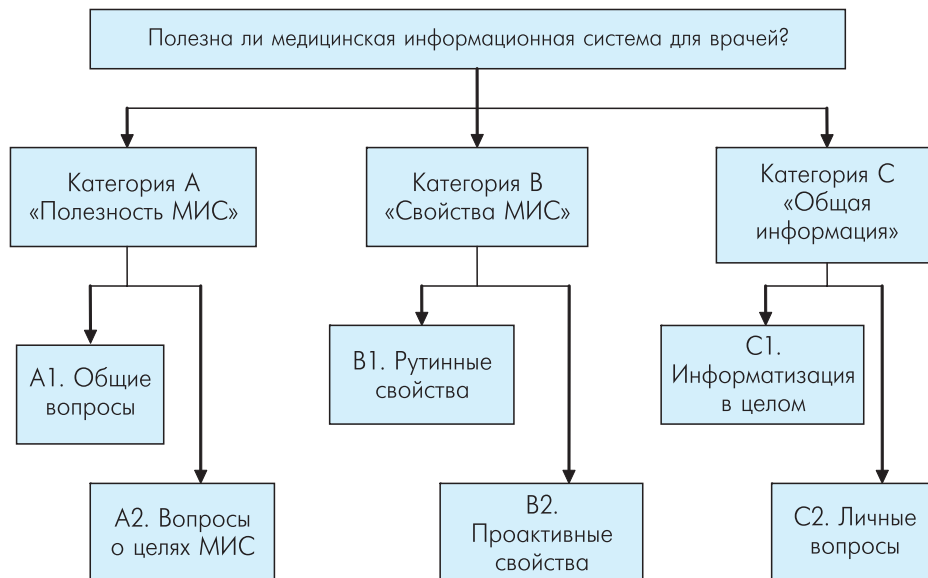 Полезна ли медицинская информационная система для врачей?
Категория А
«Полезность МИС»
Категория В
«Свойства МИС»
Категория С
«Общая
информация»
А1. Общие
вопросы
В1. Рутинные
свойства
С1.
Информатизация
в целом
А2. Вопросы
о целях МИС
В2.
Проактивные
свойства
С2. Личные
вопросы